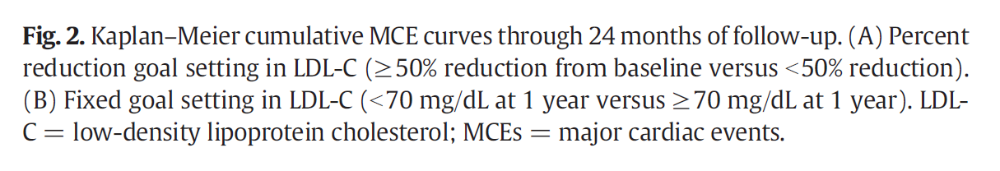 Fig. 2. Kaplan–Meier cumulative MCE curves through 24 months of follow-up. (A) Percent
reduction goal setting in LDL-C (≥50% reduction from baseline versus <50% reduction).
(B) Fixed goal setting in LDL-C (<70 mg/dL at 1 year versus ≥70 mg/dL at 1 year). LDL-
C = low-density lipoprotein cholesterol; MCEs = major cardiac events.